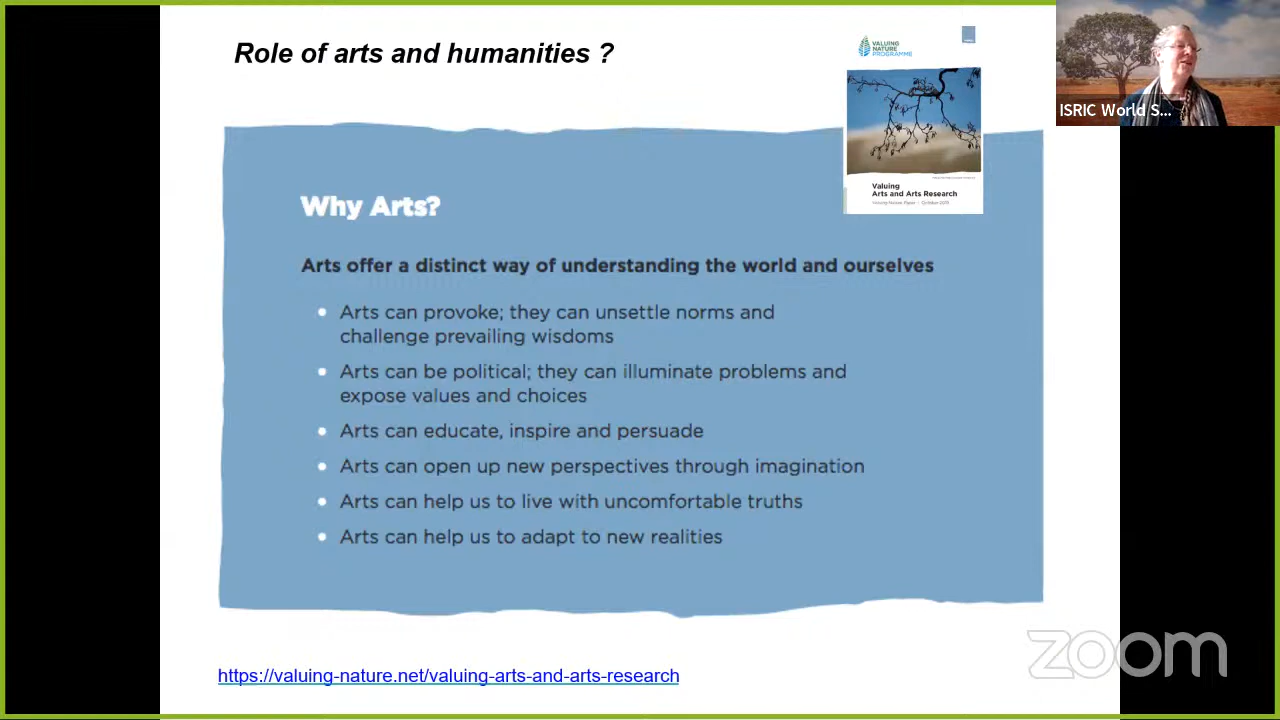 Role of arts and humanities ?
VALUING
NATURE
PROGRAMME
ISRIC World S...
Valuing
Arts and Arts Research
Why Arts?
Arts offer a distinct way of understanding the world and ourselves
Arts can provoke; they can unsettle norms and
challenge prevailing wisdoms
Arts can be political; they can illuminate problems and
expose values and choices
Arts can educate, inspire and persuade
Arts can open up new perspectives through imagination
Arts can help us to live with uncomfortable truths
Arts can help us to adapt to new realities
https://valuing-nature.net/valuing-arts-and-arts-research
zoom